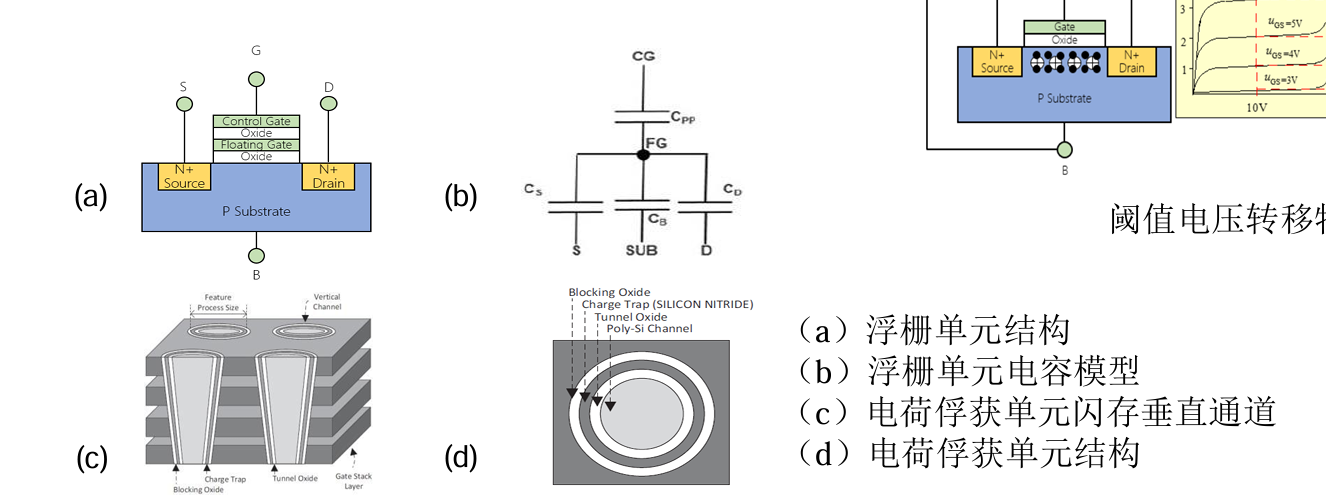 G
S
D
Control Gate
Oxide
Floating Gate
Oxide
N+
Source
N+
Drain
P Substrate
B
(a)
CG
CPP
FG
CS
CB
CD
S
SUB
D
(b)
Gate
Oxide
N+
Source
N+
Drain
P Substrate
B
3
2
1
uGS=5V
uGS=4V
uGS=3V
10V
阈值电压转移
Feature
Process Size
Vertical
Channel
Charge Trap
Blocking Oxide
Tunnel Oxide
Gate Stack
Layer
(c)
Blocking Oxide
Charge Trap (SILICON NITRIDE)
Tunnel Oxide
Poly-Si Channel
(d)
（a）浮栅单元结构
（b）浮栅单元电容模型
（c）电荷俘获单元闪存垂直通道
（d）电荷俘获单元结构